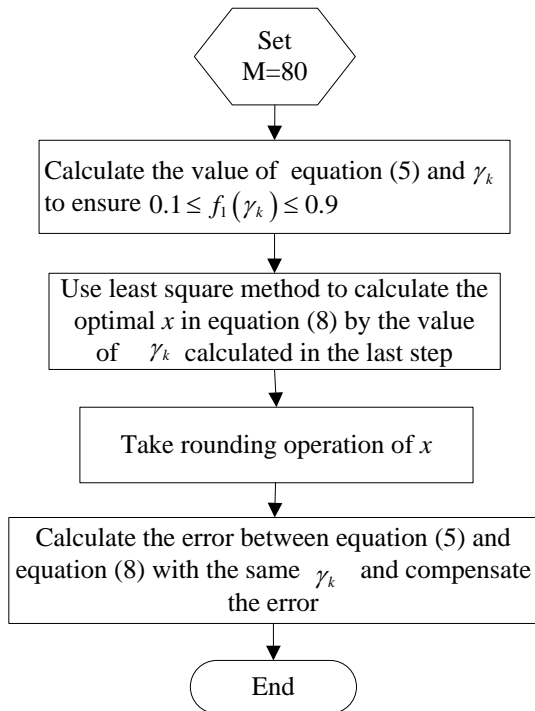 Set
M=80
Calculate the value of equation (5) and γₖ
to ensure 0.1 ≤ f₁(γₖ) ≤ 0.9
Use least square method to calculate the
optimal x in equation (8) by the value
of γₖ calculated in the last step
Take rounding operation of x
Calculate the error between equation (5) and
equation (8) with the same γₖ and compensate
the error
End